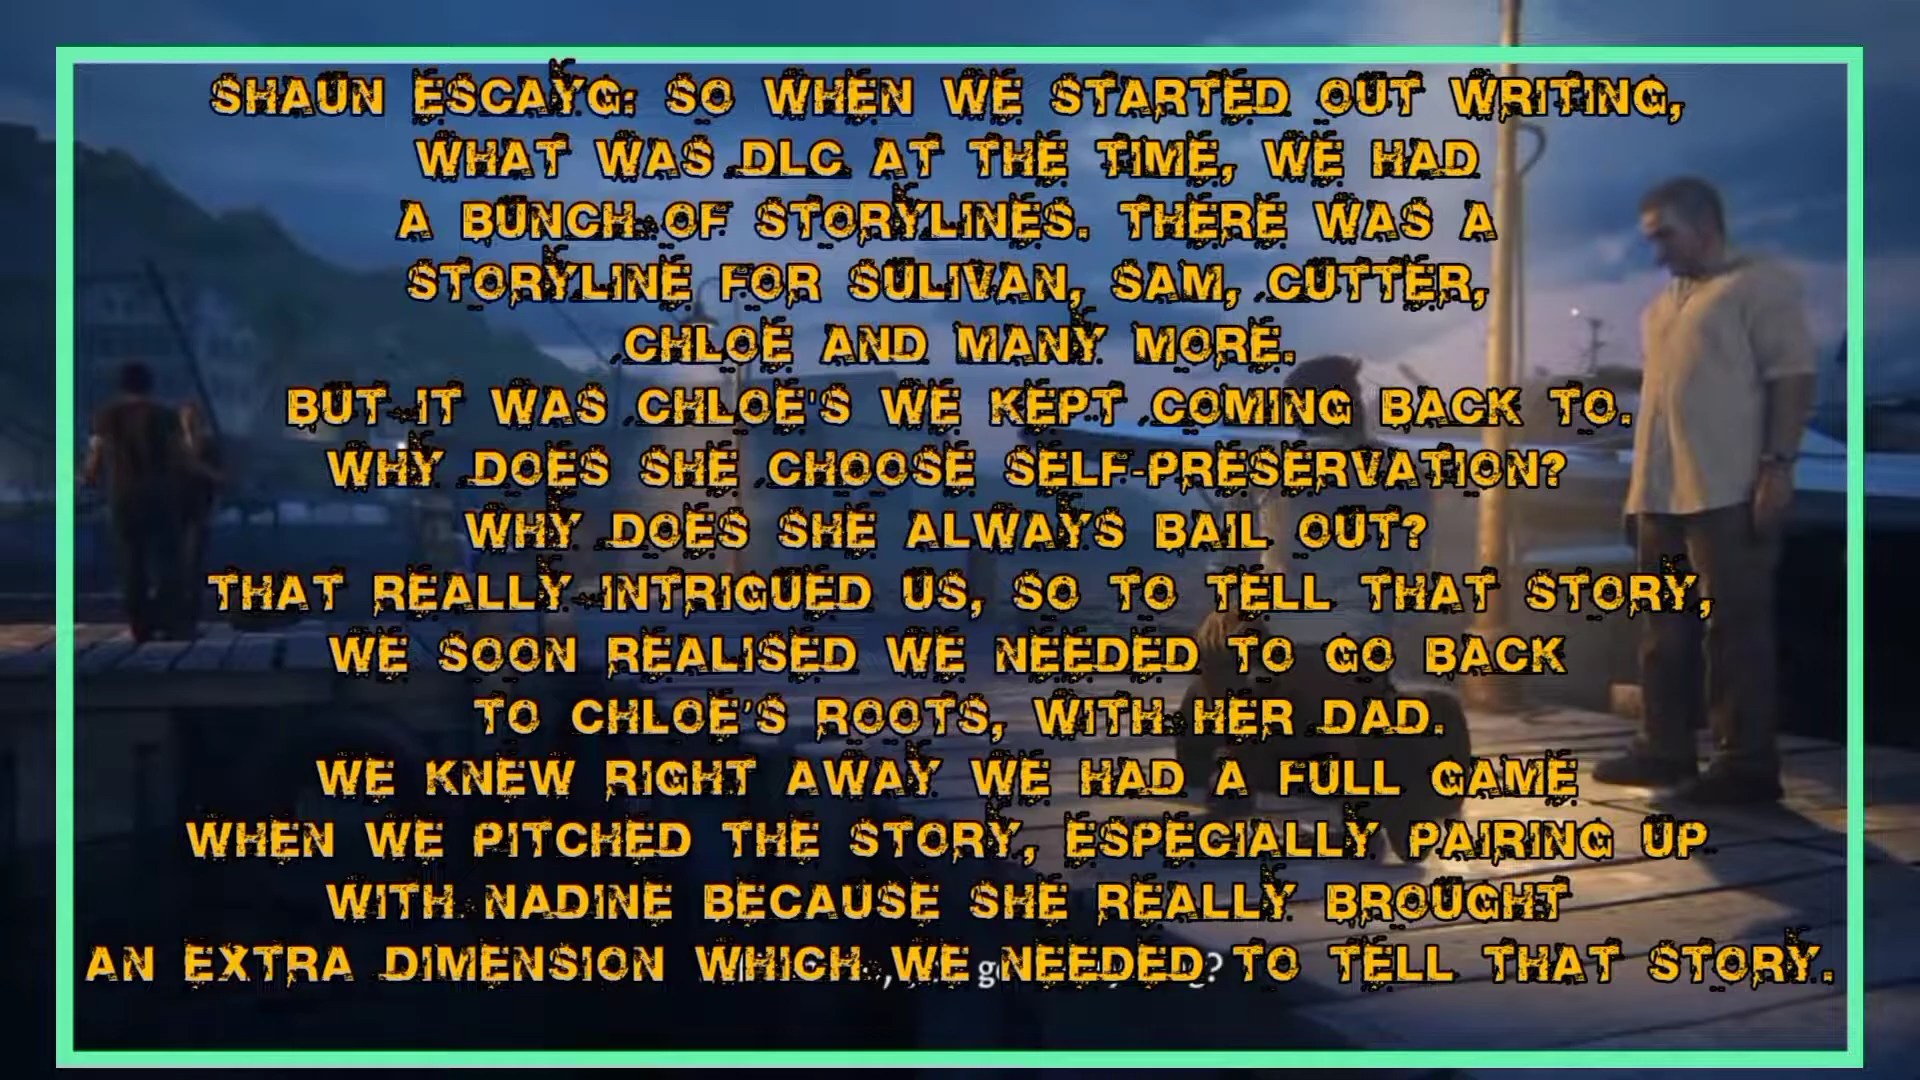 SHAUN ESCAYG: SO WHEN WE STARTED OUT WRITING,
WHAT WAS DLC AT THE TIME, WE HAD
A BUNCH OF STORYLINES. THERE WAS A
STORYLINE FOR SULIVAN, SAM, CUTTER,
CHLOE AND MANY MORE.
BUT IT WAS CHLOE'S WE KEPT COMING BACK TO.
WHY DOES SHE CHOOSE SELF-PRESERVATION?
WHY DOES SHE ALWAYS BAIL OUT?
THAT REALLY INTRIGUED US, SO TO TELL THAT STORY,
WE SOON REALISED WE NEEDED TO GO BACK
TO CHLOE'S ROOTS, WITH HER DAD.
WE KNEW RIGHT AWAY WE HAD A FULL GAME
WHEN WE PITCHED THE STORY, ESPECIALLY PAIRING UP
WITH NADINE BECAUSE SHE REALLY BROUGHT
AN EXTRA DIMENSION WHICH WE NEEDED TO TELL THAT STORY.